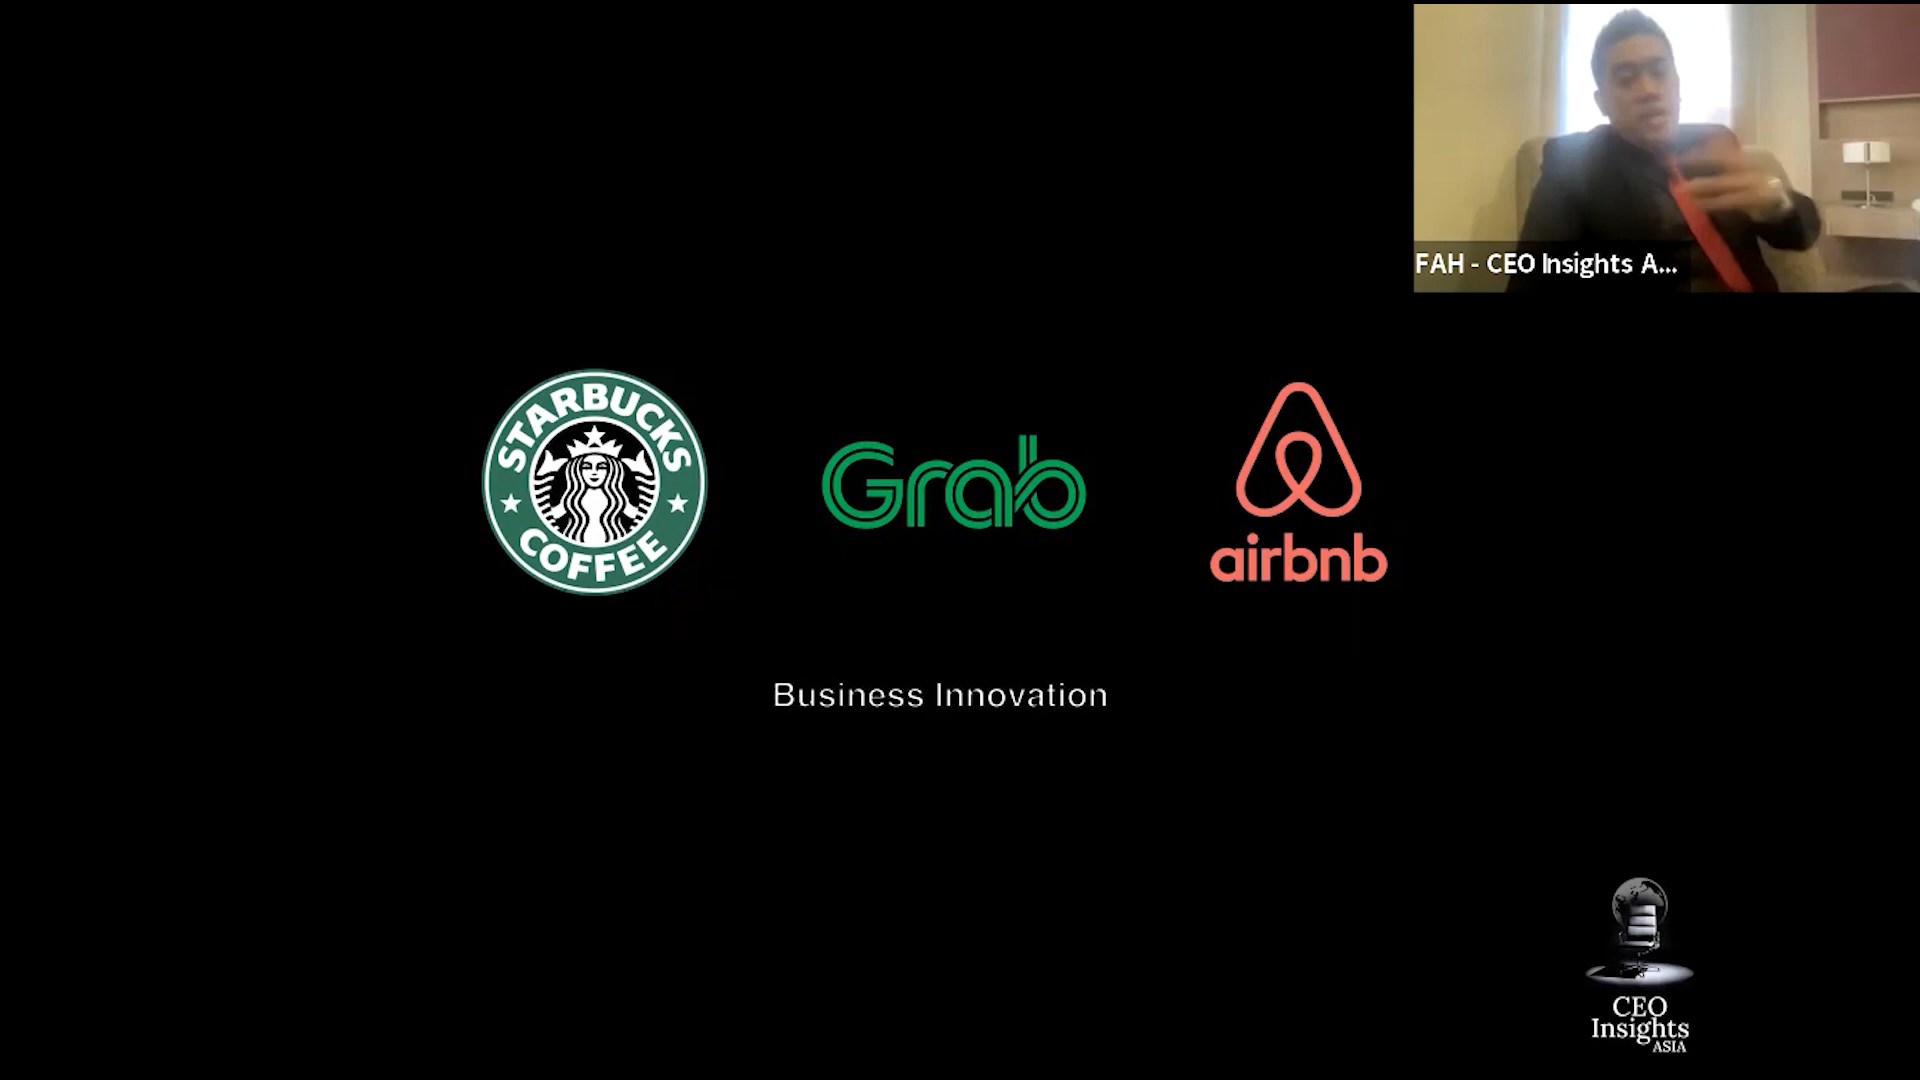 FAH - CEO Insights A...
STARBUCKS
COFFEE
Grab
airbnb
Business Innovation
CEO
Insights
ASIA